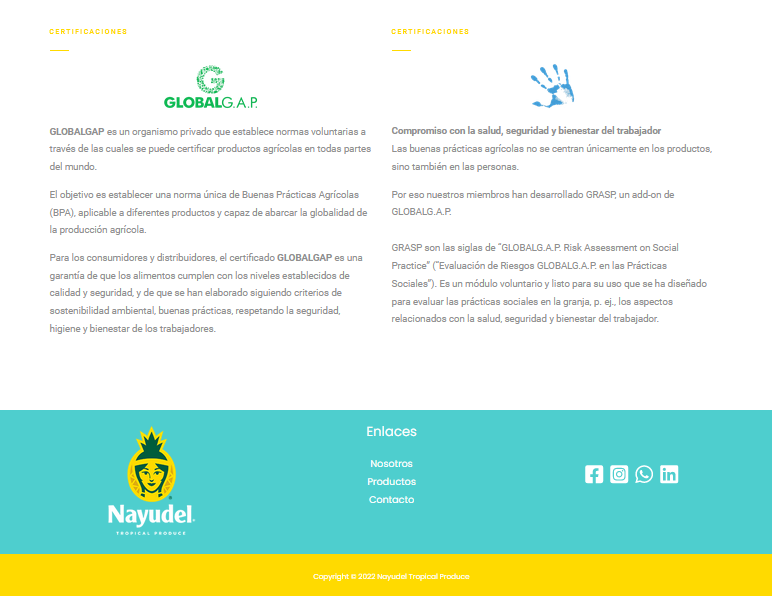 CERTIFICACIONES
GLOBALG.A.P.
GLOBALGAP es un organismo privado que establece normas voluntarias a
través de las cuales se puede certificar productos agrícolas en todas partes
del mundo.
El objetivo es establecer una norma única de Buenas Prácticas Agrícolas
(BPA), aplicable a diferentes productos y capaz de abarcar la globalidad de
la producción agrícola.
Para los consumidores y distribuidores, el certificado GLOBALGAP es una
garantía de que los alimentos cumplen con los niveles establecidos de
calidad y seguridad, y de que se han elaborado siguiendo criterios de
sostenibilidad ambiental, buenas prácticas, respetando la seguridad,
higiene y bienestar de los trabajadores.
CERTIFICACIONES
Compromiso con la salud, seguridad y bienestar del trabajador
Las buenas prácticas agrícolas no se centran únicamente en los productos,
sino también en las personas.
Por eso nuestros miembros han desarrollado GRASP, un add-on de
GLOBALG.A.P.
GRASP son las siglas de "GLOBALG.A.P. Risk Assessment on Social
Practice" ("Evaluación de Riesgos GLOBALG.A.P. en las Prácticas
Sociales"). Es un módulo voluntario y listo para su uso que se ha diseñado
para evaluar las prácticas sociales en la granja, p. ej., los aspectos
relacionados con la salud, seguridad y bienestar del trabajador.
Nayudel
TROPICAL PRODUCE
Enlaces
Nosotros
Productos
Contacto
Copyright © 2022 Nayudel Tropical Produce